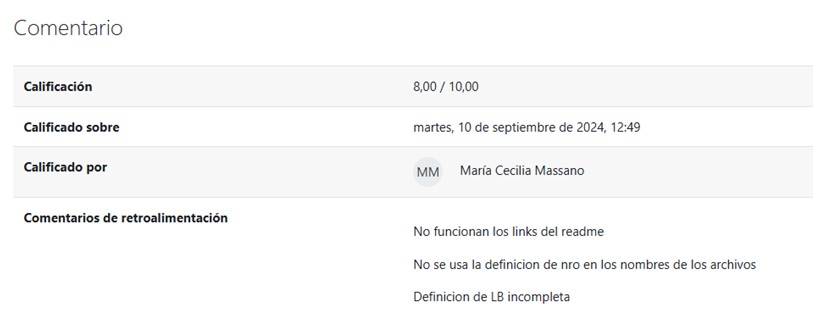 Comentario
Calificación 8,00 / 10,00
Calificado sobre martes, 10 de septiembre de 2024, 12:49
Calificado por MM María Cecilia Massano
Comentarios de retroalimentación
No funcionan los links del readme
No se usa la definicion de nro en los nombres de los archivos
Definicion de LB incompleta